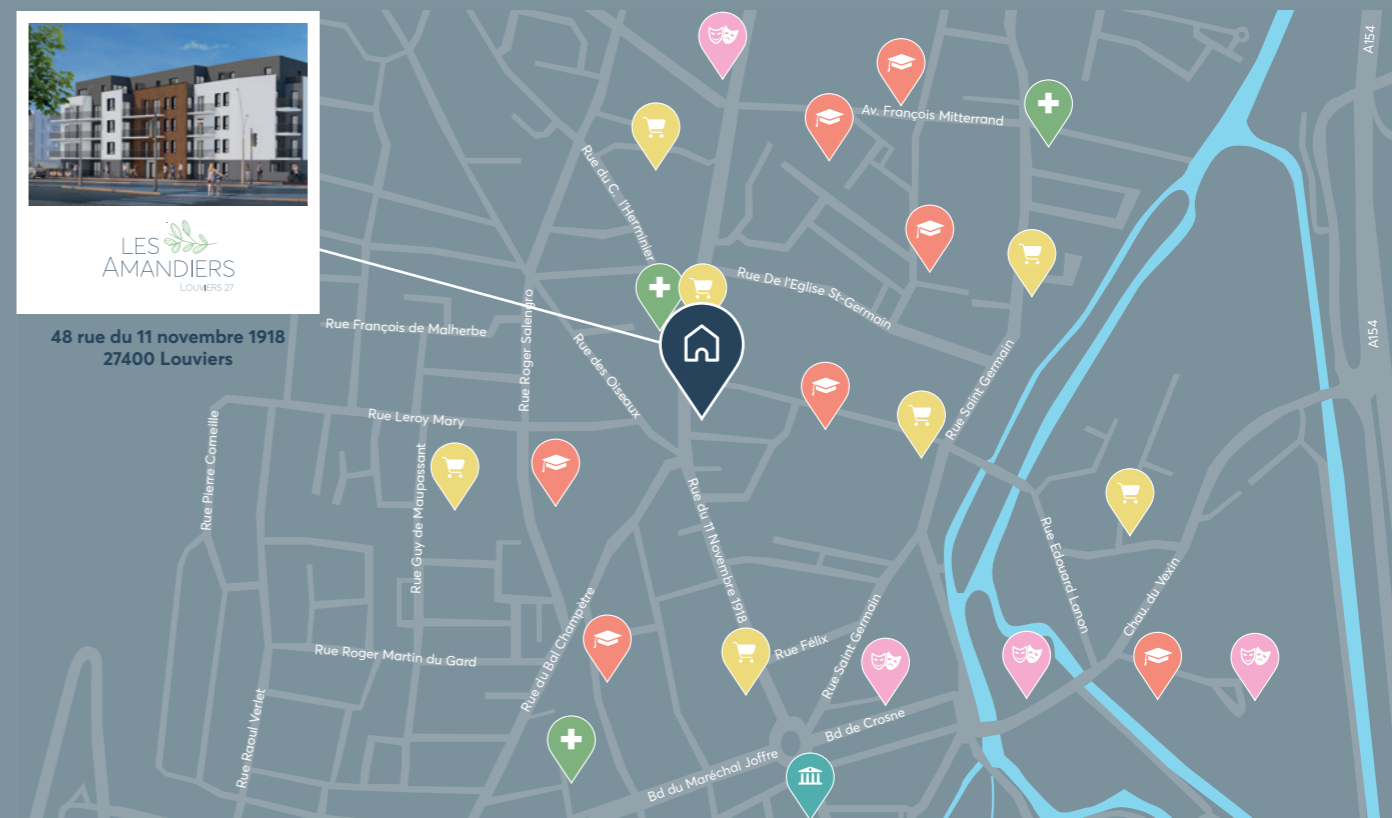 LES
AMANDIERS
LOUVIERS 27
48 rue du 11 novembre 1918
27400 Louviers
A154
Av. François Mitterrand
Rue du C. l'Herminier
Rue De l'Eglise St-Germain
Rue François de Malherbe
Rue Roger Salengro
Rue des Oiseaux
A154
Rue Saint Germain
Rue Leroy Mary
Rue Pierre Corneille
Rue Guy de Maupassant
Rue du 11 Novembre 1918
Rue Edouard Lanon
Chau. du Vexin
Rue du Bal Champêtre
Rue Félix
Rue Saint Germain
Rue Roger Martin du Gard
Rue Raoul Verlet
Bd de Crosne
Bd du Maréchal Joffre